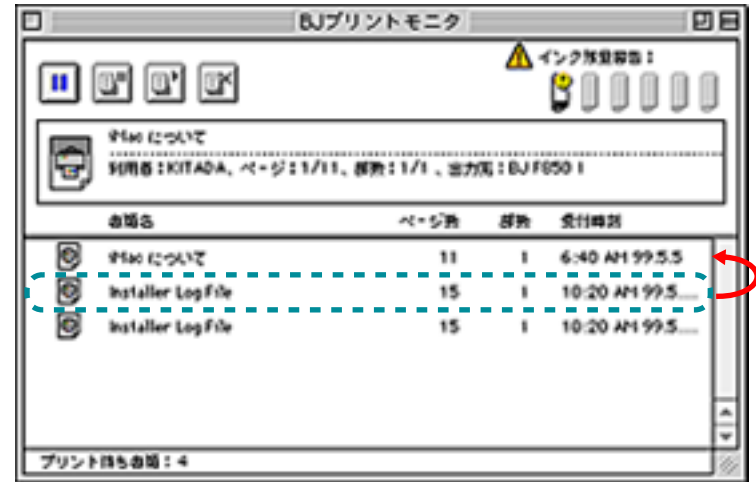 BJプリントモニタ
インク残量報告：
について
利用者：KITADA、ページ：1/11、部数：1/1 、出力先：BJ F850 1
書類名 ページ数 部数 受付時刻
について 11 1 6:40 AM 99.5.5
Installer Log File 15 1 10:20 AM 99.5....
Installer Log File 15 1 10:20 AM 99.5....
プリント待ち書類：4